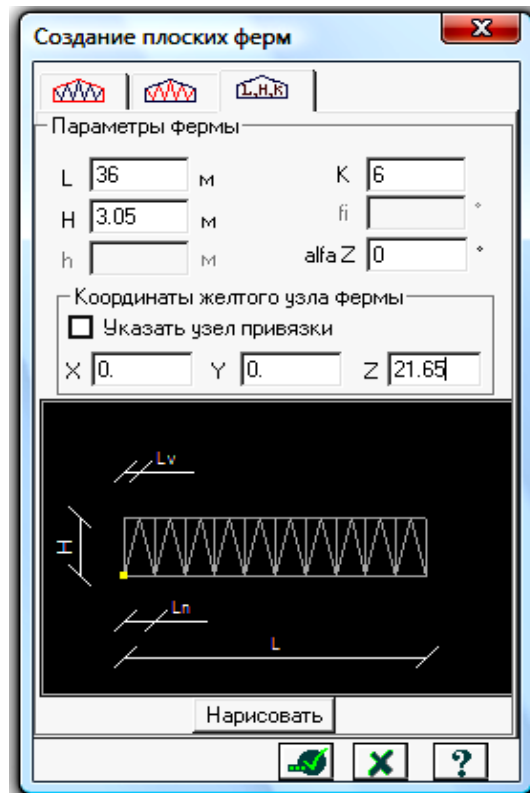 Создание плоских ферм
L,H,K
Параметры фермы
L 36 м K 6
H 3.05 м fi °
h м alfa Z 0 °
Координаты желтого узла фермы
Указать узел привязки
X 0. Y 0. Z 21.65
Lv
H
Ln
L
Нарисовать
?